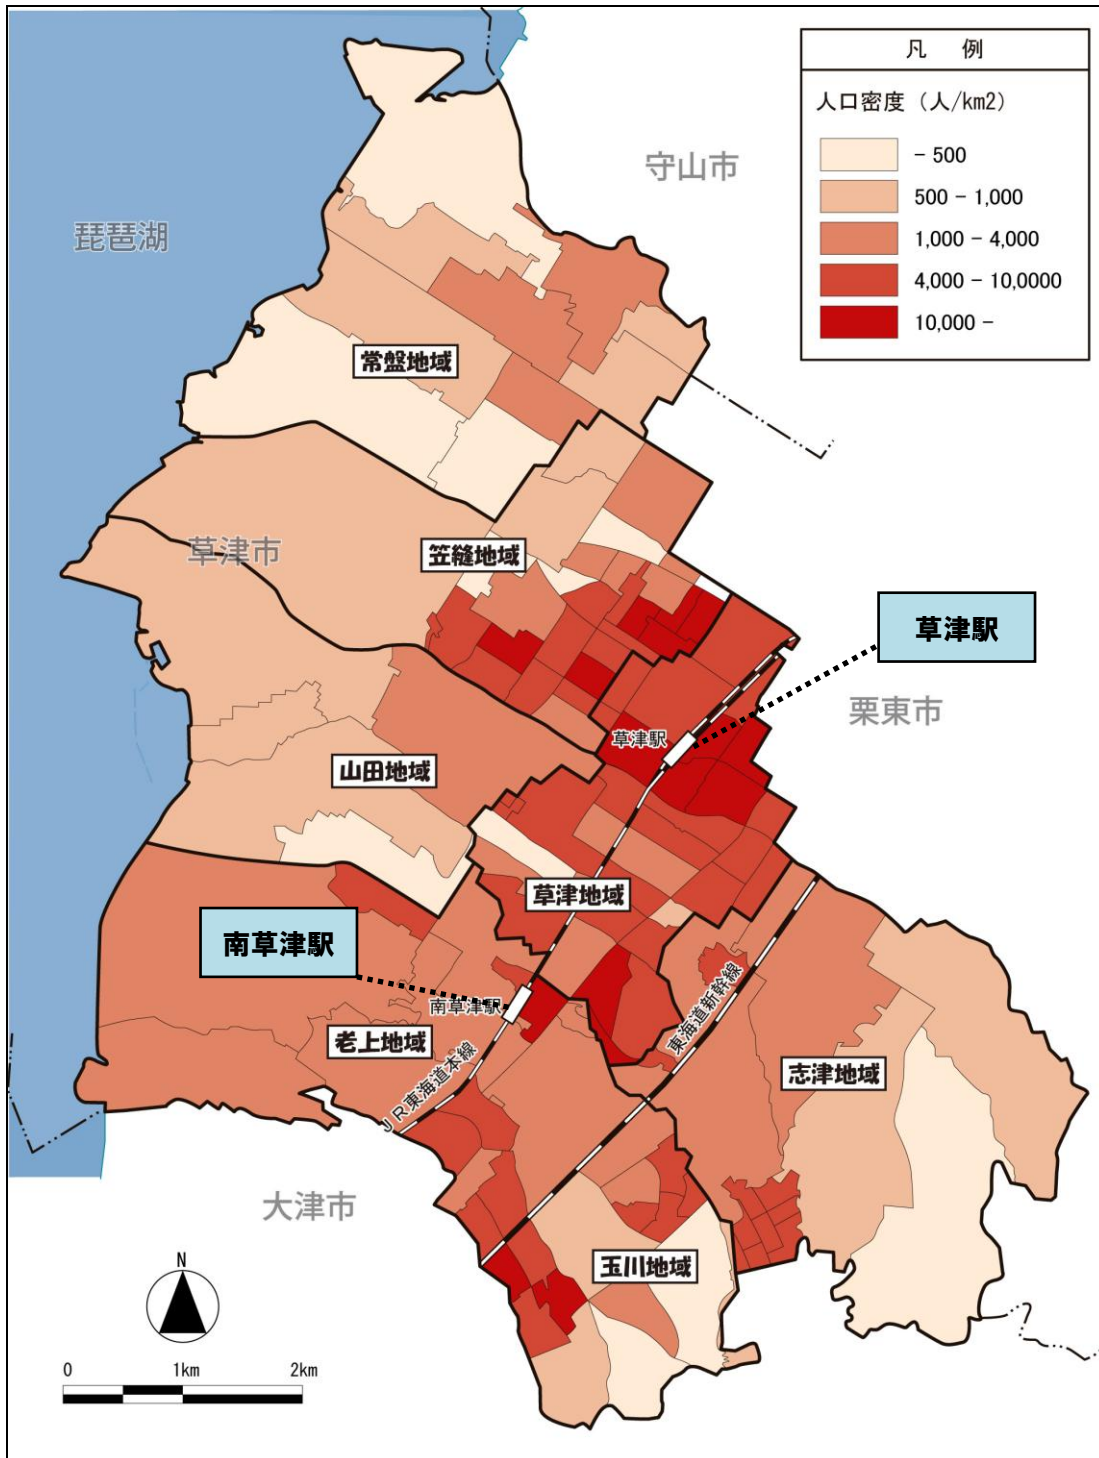 凡 例
人口密度（人/km2）
- 500
500 - 1,000
1,000 - 4,000
4,000 - 10,0000
10,000 -
守山市
琵琶湖
常盤地域
草津市
笠縫地域
草津駅
栗東市
草津駅
山田地域
草津地域
南草津駅
南草津駅
東海道新幹線
老上地域
JR東海道本線
志津地域
大津市
玉川地域
N
0 1km 2km